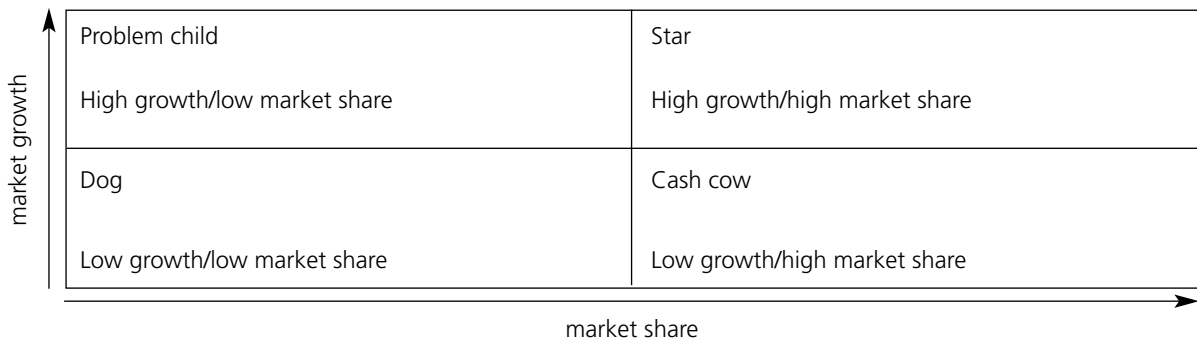 market growth
Problem child
High growth/low market share
Star
High growth/high market share
Dog
Low growth/low market share
Cash cow
Low growth/high market share
market share